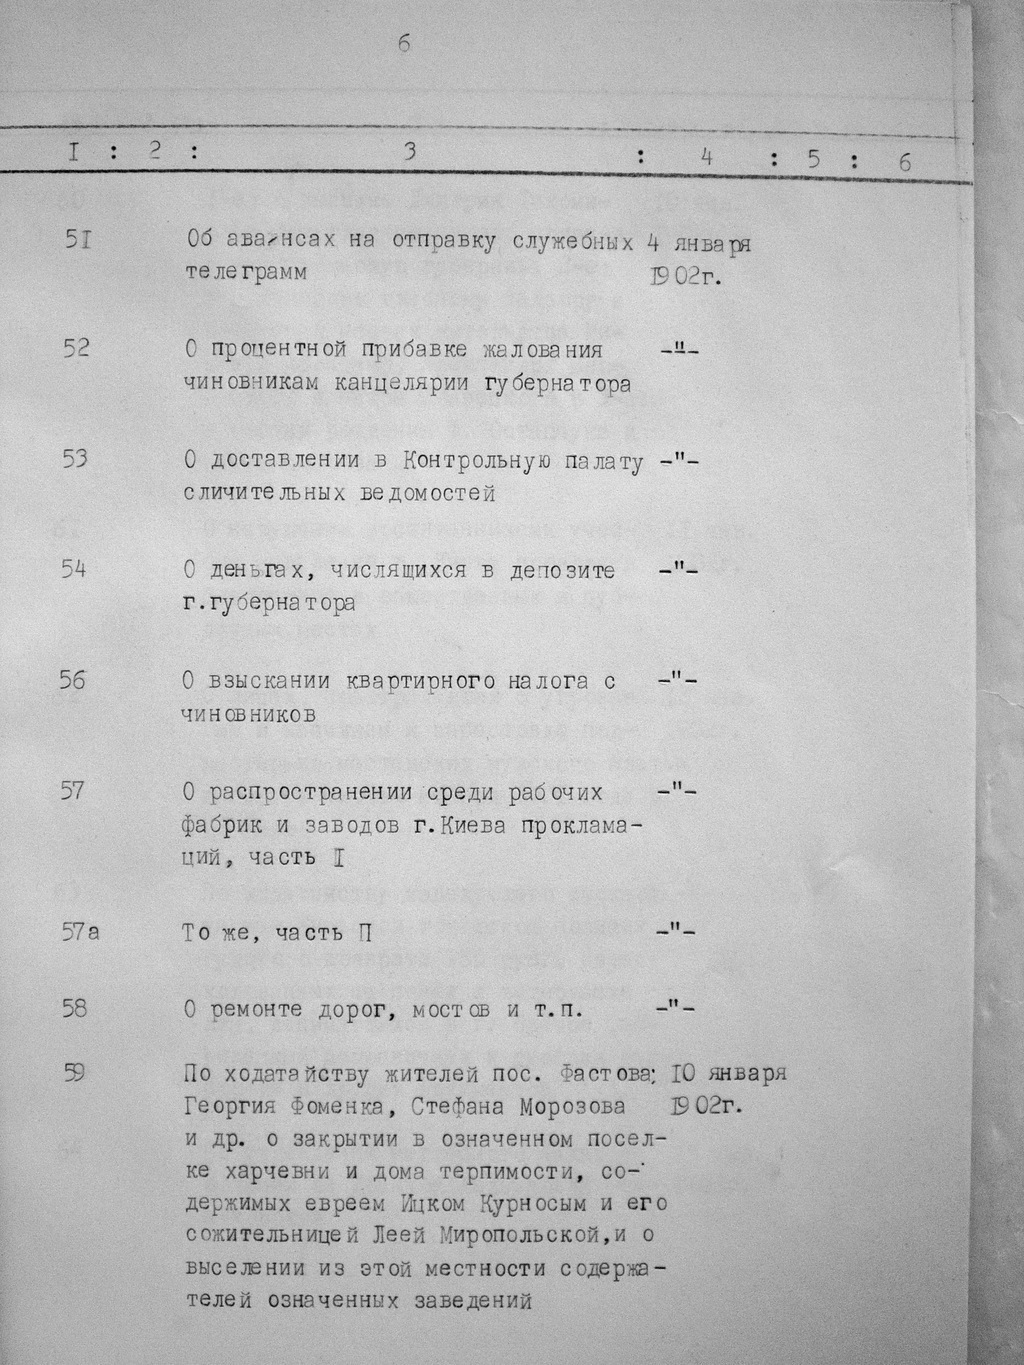 6
I : 2 : 3 : 4 : 5 : 6
51 Об авансах на отправку служебных 4 января
телеграмм 1902г.
52 О процентной прибавке жалования -"-
чиновникам канцелярии губернатора
53 О доставлении в Контрольную палату -"-
сличительных ведомостей
54 О деньгах, числящихся в депозите -"-
г.губернатора
56 О взыскании квартирного налога с -"-
чиновников
57 О распространении среди рабочих -"-
фабрик и заводов г.Киева проклама-
ций, часть I
57а То же, часть П -"-
58 О ремонте дорог, мостов и т.п. -"-
59 По ходатайству жителей пос. Фастова: 10 января
Георгия Фоменка, Стефана Морозова 1902г.
и др. о закрытии в означенном посел-
ке харчевни и дома терпимости, со-
держимых евреем Ицком Курносым и его
сожительницей Леей Миропольской,и о
выселении из этой местности содержа-
телей означенных заведений